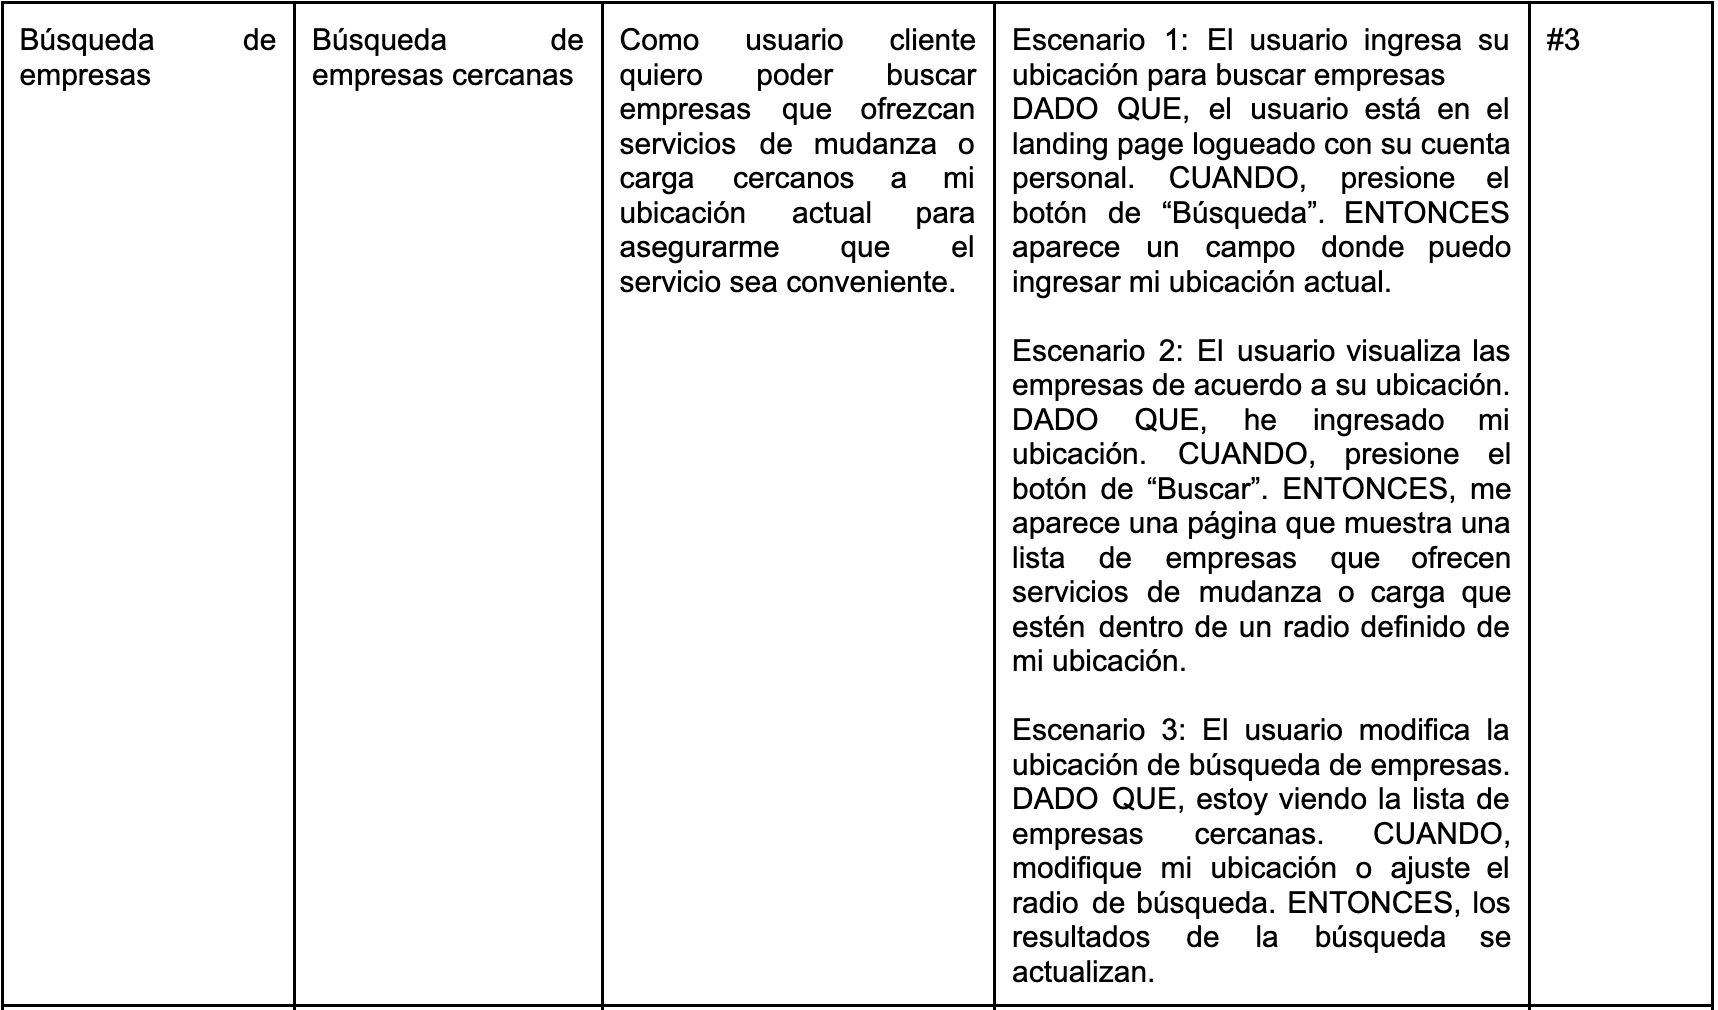 Búsqueda de
empresas
Búsqueda de
empresas cercanas
Como usuario cliente
quiero poder buscar
empresas que ofrezcan
servicios de mudanza o
carga cercanos a mi
ubicación actual para
asegurarme que el
servicio sea conveniente.
Escenario 1: El usuario ingresa su
ubicación para buscar empresas
DADO QUE, el usuario está en el
landing page logueado con su cuenta
personal. CUANDO, presione el
botón de “Búsqueda”. ENTONCES
aparece un campo donde puedo
ingresar mi ubicación actual.
Escenario 2: El usuario visualiza las
empresas de acuerdo a su ubicación.
DADO QUE, he ingresado mi
ubicación. CUANDO, presione el
botón de “Buscar”. ENTONCES, me
aparece una página que muestra una
lista de empresas que ofrecen
servicios de mudanza o carga que
estén dentro de un radio definido de
mi ubicación.
Escenario 3: El usuario modifica la
ubicación de búsqueda de empresas.
DADO QUE, estoy viendo la lista de
empresas cercanas. CUANDO,
modifique mi ubicación o ajuste el
radio de búsqueda. ENTONCES, los
resultados de la búsqueda se
actualizan.
#3